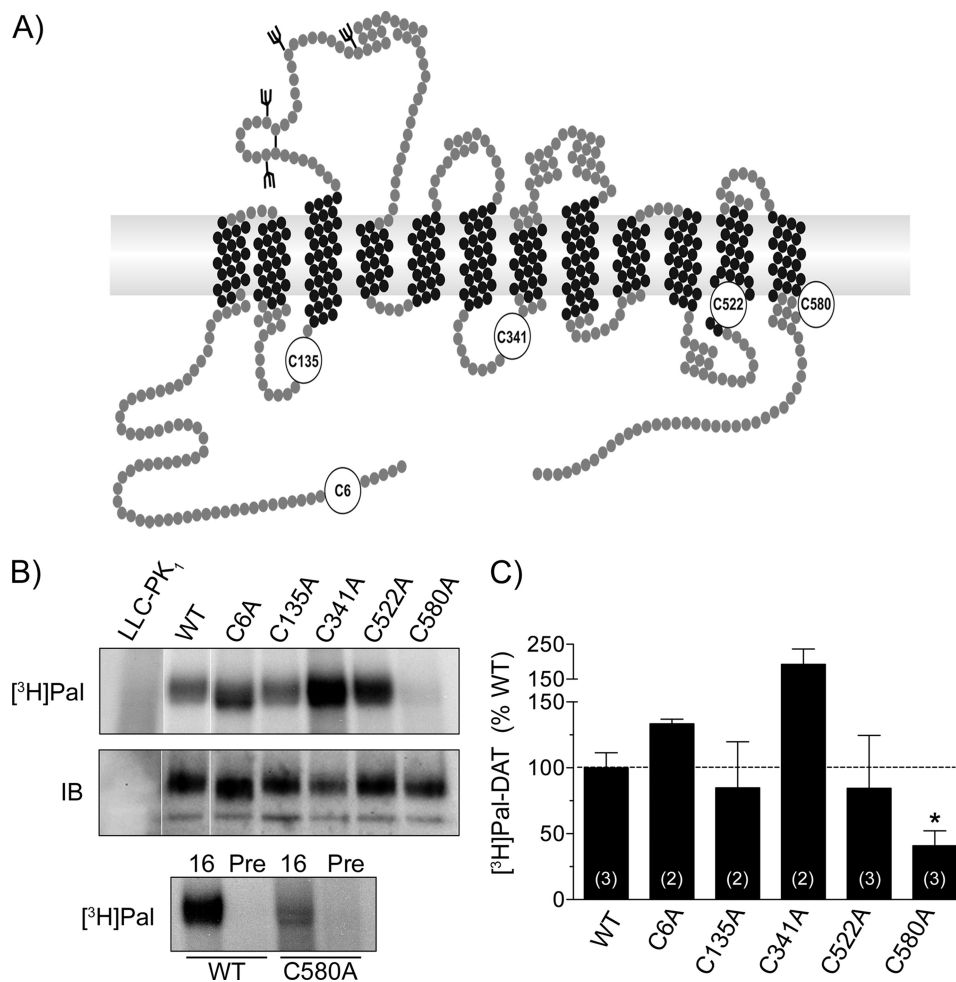 A)
C135
C341
C522
C580
C6
B)
LLC-PK1 WT C6A C135A C341A C522A C580A
[3H]Pal
IB
16 Pre 16 Pre
[3H]Pal
WT C580A
C)
[3H]Pal-DAT (% WT)
250
150
150
100
50
0
*
(3) (2) (2) (2) (3) (3)
WT C6A C135A C341A C522A C580A